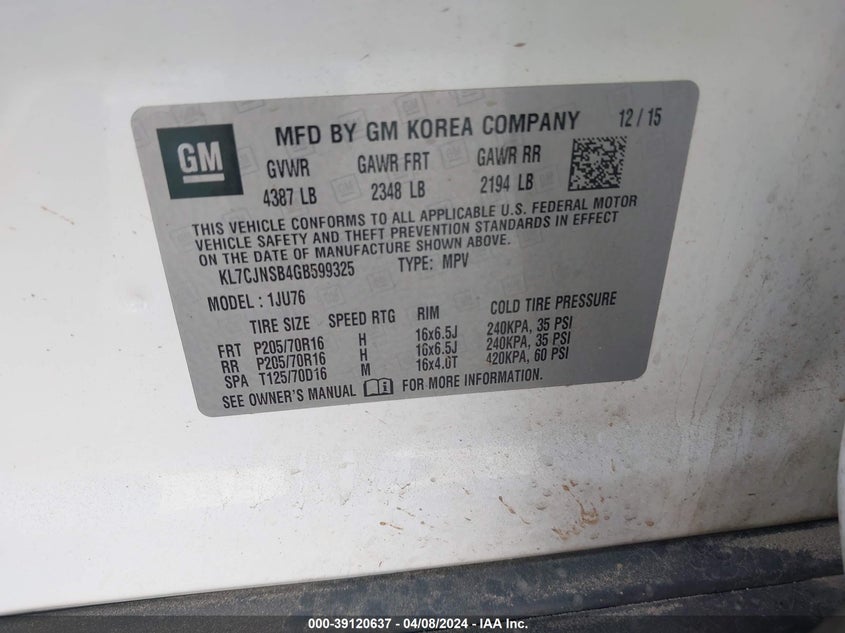 GM
MFD BY GM KOREA COMPANY 12 / 15
GVWR GAWR FRT GAWR RR
4387 LB 2348 LB 2194 LB
THIS VEHICLE CONFORMS TO ALL APPLICABLE U.S. FEDERAL MOTOR
VEHICLE SAFETY AND THEFT PREVENTION STANDARDS IN EFFECT
ON THE DATE OF MANUFACTURE SHOWN ABOVE.
KL7CJNSB4GB599325 TYPE: MPV
MODEL : 1JU76
TIRE SIZE SPEED RTG RIM COLD TIRE PRESSURE
FRT P205/70R16 H 16x6.5J 240KPA, 35 PSI
RR P205/70R16 H 16x6.5J 240KPA, 35 PSI
SPA T125/70D16 M 16x4.0T 420KPA, 60 PSI
SEE OWNER'S MANUAL FOR MORE INFORMATION.
000-39120637 - 04/08/2024 - IAA Inc.